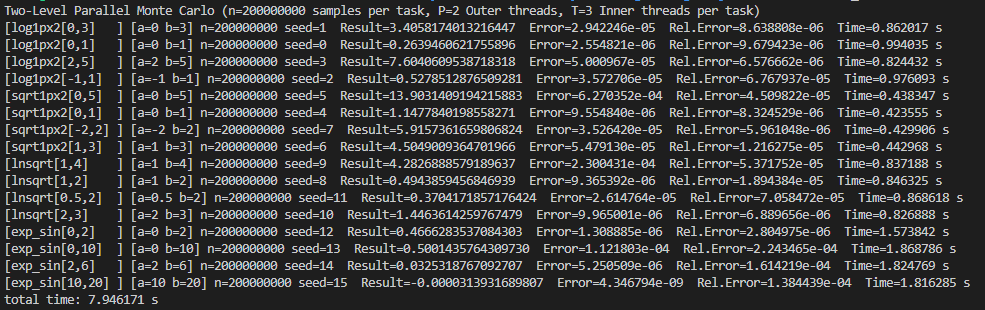 Two-Level Parallel Monte Carlo (n=200000000 samples per task, P=2 Outer threads, T=3 Inner threads per task)
[log1px2[0,3]   ] [a=0 b=3] n=200000000 seed=1  Result=3.4058174013216447  Error=2.942246e-05  Rel.Error=8.638808e-06  Time=0.862017 s
[log1px2[0,1]   ] [a=0 b=1] n=200000000 seed=0  Result=0.2639460621755896  Error=2.554821e-06  Rel.Error=9.679423e-06  Time=0.994035 s
[log1px2[2,5]   ] [a=2 b=5] n=200000000 seed=3  Result=7.6040609538718318  Error=5.000967e-05  Rel.Error=6.576662e-06  Time=0.824432 s
[log1px2[-1,1]  ] [a=-1 b=1] n=200000000 seed=2  Result=0.5278512876509281  Error=3.572706e-05  Rel.Error=6.767937e-05  Time=0.976093 s
[sqrt1px2[0,5]  ] [a=0 b=5] n=200000000 seed=5  Result=13.9031409194215883  Error=6.270352e-04  Rel.Error=4.509822e-05  Time=0.438347 s
[sqrt1px2[0,1]  ] [a=0 b=1] n=200000000 seed=4  Result=1.1477840198558271  Error=9.554840e-06  Rel.Error=8.324529e-06  Time=0.423555 s
[sqrt1px2[-2,2] ] [a=-2 b=2] n=200000000 seed=7  Result=5.9157361659806824  Error=3.526420e-05  Rel.Error=5.961048e-06  Time=0.429906 s
[sqrt1px2[1,3]  ] [a=1 b=3] n=200000000 seed=6  Result=4.5049009364701966  Error=5.479130e-05  Rel.Error=1.216275e-05  Time=0.442968 s
[lnsqrt[1,4]    ] [a=1 b=4] n=200000000 seed=9  Result=4.2826888579189637  Error=2.300431e-04  Rel.Error=5.371752e-05  Time=0.837188 s
[lnsqrt[1,2]    ] [a=1 b=2] n=200000000 seed=8  Result=0.4943859456846939  Error=9.365392e-06  Rel.Error=1.894384e-05  Time=0.846325 s
[lnsqrt[0.5,2]  ] [a=0.5 b=2] n=200000000 seed=11  Result=0.3704171857176424  Error=2.614764e-05  Rel.Error=7.058472e-05  Time=0.868618 s
[lnsqrt[2,3]    ] [a=2 b=3] n=200000000 seed=10  Result=1.4463614259767479  Error=9.965001e-06  Rel.Error=6.889656e-06  Time=0.826888 s
[exp_sin[0,2]   ] [a=0 b=2] n=200000000 seed=12  Result=0.4666283537084303  Error=1.308885e-06  Rel.Error=2.804975e-06  Time=1.573842 s
[exp_sin[0,10]  ] [a=0 b=10] n=200000000 seed=13  Result=0.5001435764309730  Error=1.121803e-04  Rel.Error=2.243465e-04  Time=1.868786 s
[exp_sin[2,6]   ] [a=2 b=6] n=200000000 seed=14  Result=0.0325318767092707  Error=5.250509e-06  Rel.Error=1.614219e-04  Time=1.824769 s
[exp_sin[10,20] ] [a=10 b=20] n=200000000 seed=15  Result=-0.0000313931689807  Error=4.346794e-09  Rel.Error=1.384439e-04  Time=1.816285 s
total time: 7.946171 s